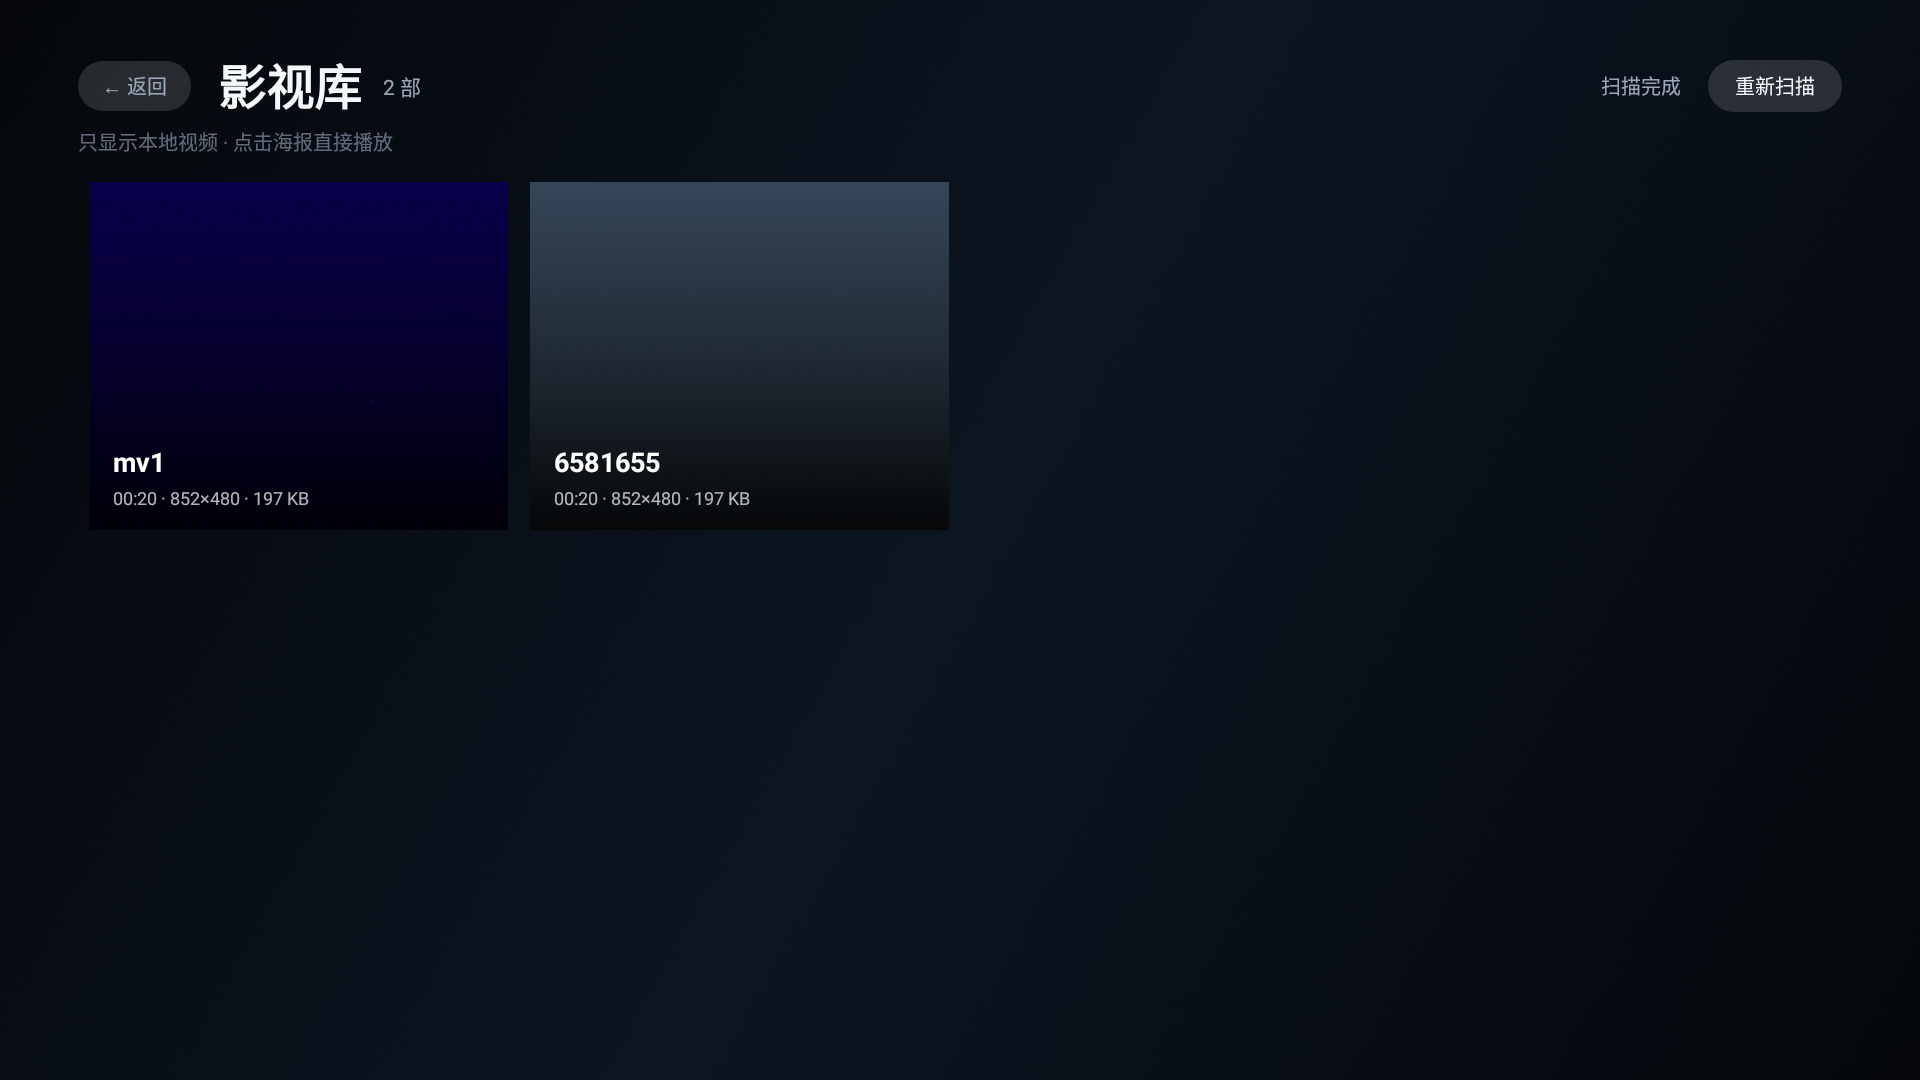 ← 返回
影视库 2 部
扫描完成
重新扫描
只显示本地视频 · 点击海报直接播放
mv1
00:20 · 852×480 · 197 KB
6581655
00:20 · 852×480 · 197 KB